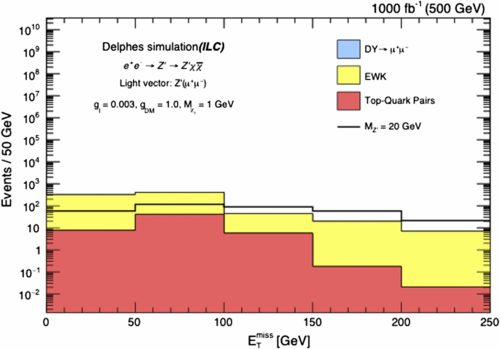 1000 fb⁻¹ (500 GeV)
Delphes simulation(ILC)
e⁺e⁻ → Z' → Z'χχ̅
Light vector: Z'(μ⁺μ⁻)
g_l = 0.003, g_DM = 1.0, M_χ₁ = 1 GeV
DY→ μ⁺μ⁻
EWK
Top-Quark Pairs
M_Z' = 20 GeV
Events / 50 GeV
10¹⁰
10⁹
10⁸
10⁷
10⁶
10⁵
10⁴
10³
10²
10
1
10⁻¹
10⁻²
0 50 100 150 200 250
E_T^miss [GeV]